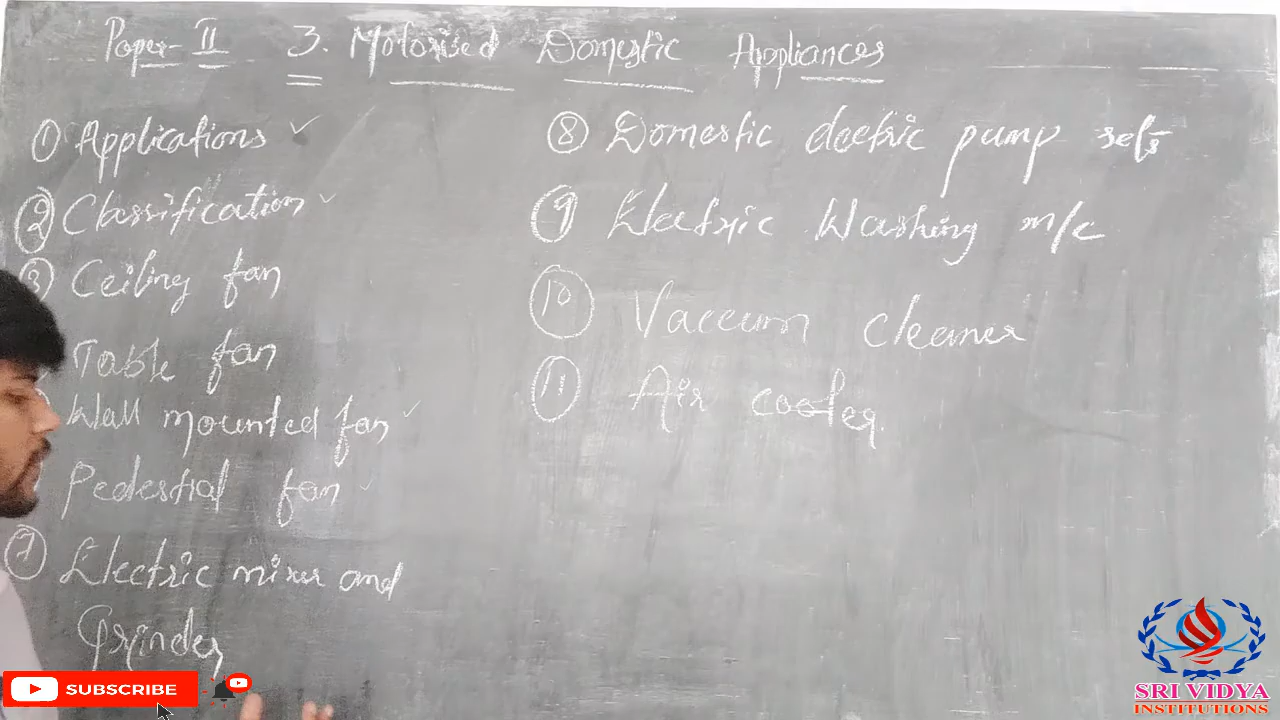 Paper-II 3. Motorised Domestic Appliances
① Applications ✓
② Classification ✓
③ Ceiling fan
Table fan
Wall mounted fan ✓
Pedestial fan ✓
⑦ Electric mixer and
Grinder
⑧ Domestic electric pump sets
⑨ Electric Washing m/c
⑩ Vaccum Cleaner
⑪ Air cooler.
SUBSCRIBE
SRI VIDYA
INSTITUTIONS